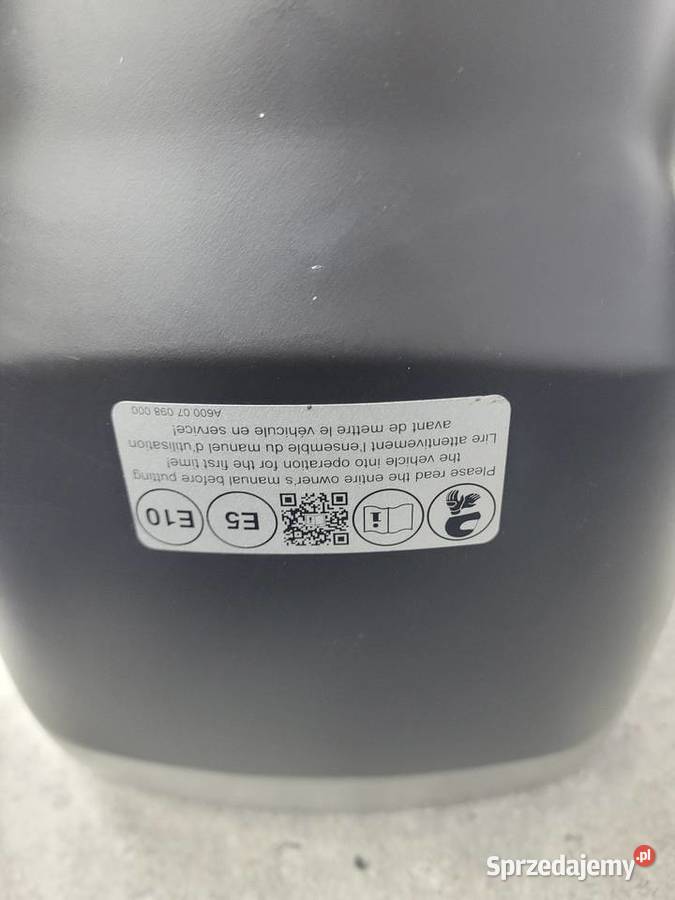 E10
E5
Please read the entire owner's manual before putting
the vehicle into operation for the first time!
Lire attentivement l'ensemble du manuel d'utilisation
avant de mettre le véhicule en service!
A600 07 098 000
Sprzedajemy.pl